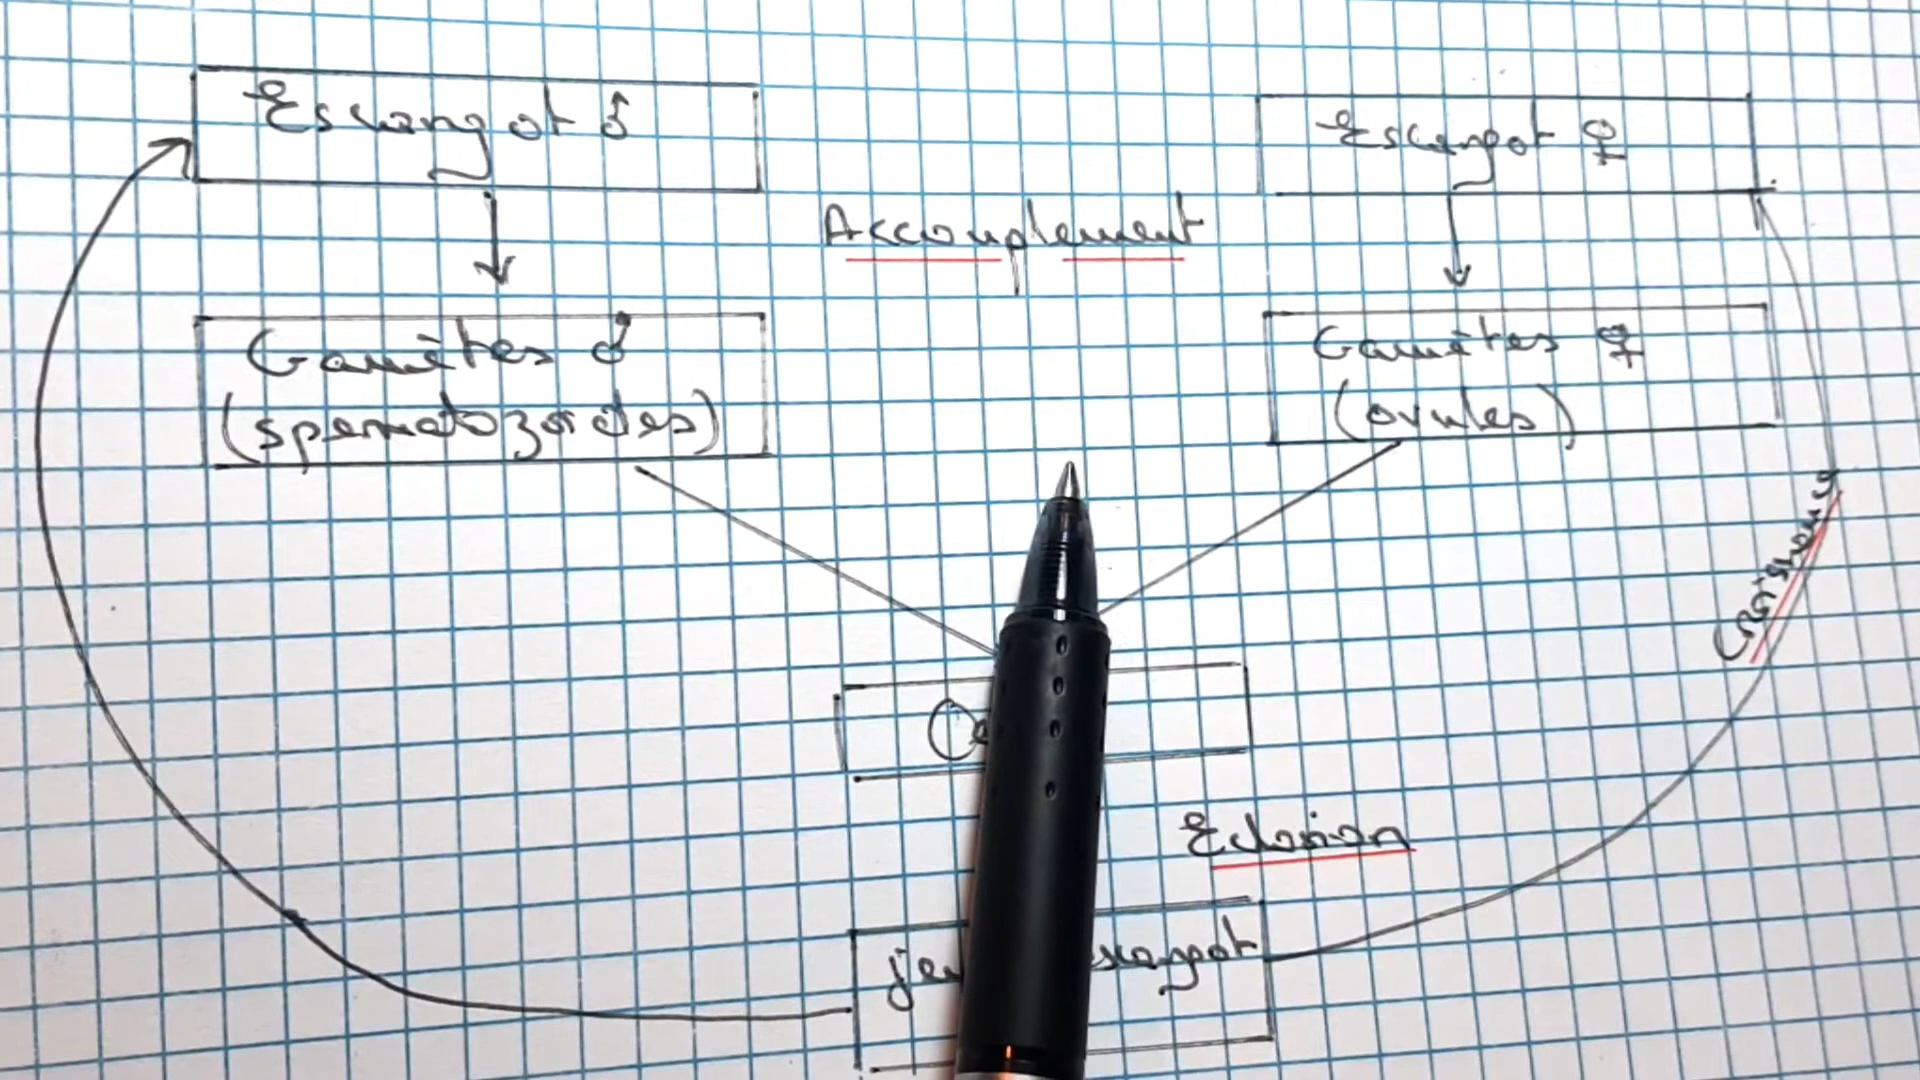 Escargot ♂
Escargot ♀
Accouplement
Gamètes ♂
(spermatozoïdes)
Gamètes ♀
(ovules)
Croissance
Eclosion
escargot